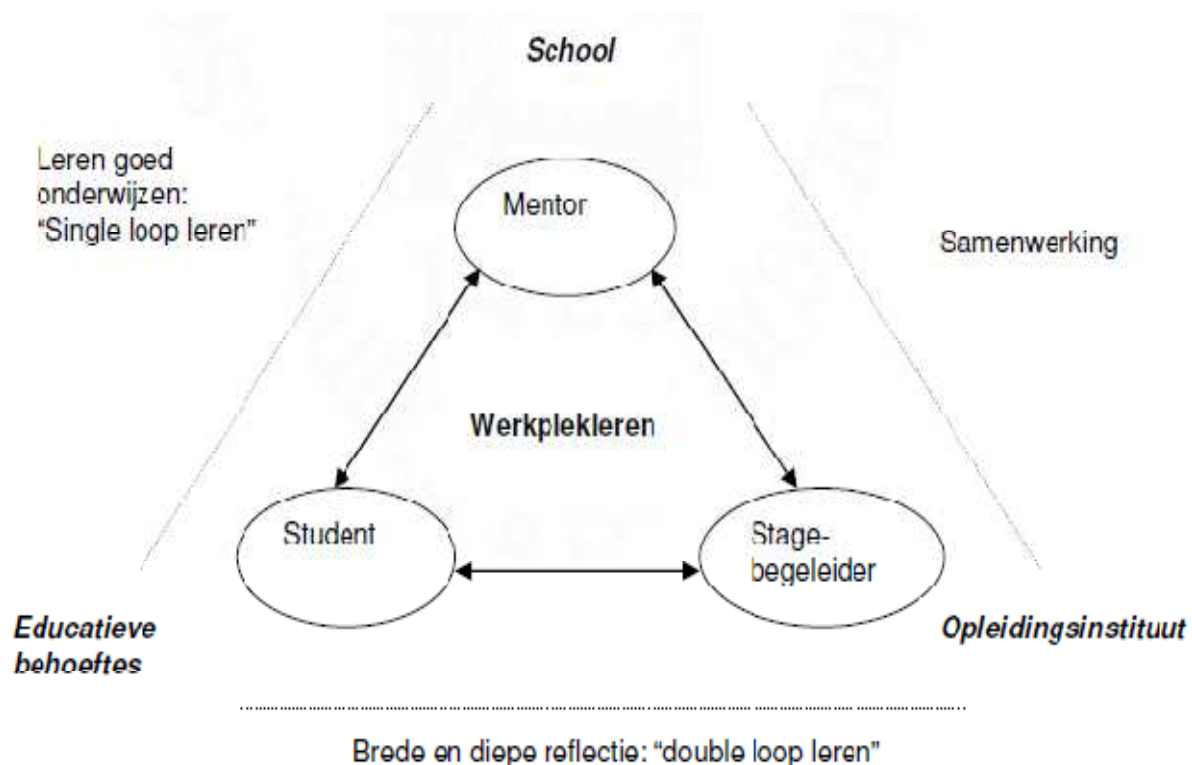 School
Leren goed
onderwijzen:
“Single loop leren”
Mentor
Samenwerking
Werkplekleren
Student
Stage-
begeleider
Educatieve
behoeftes
Opleidingsinstituut
Brede en diepe reflectie: “double loop leren”